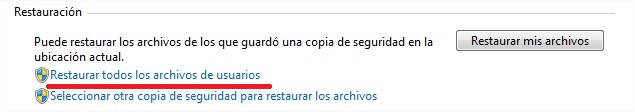 Restauración
Puede restaurar los archivos de los que guardó una copia de seguridad en la
ubicación actual.
Restaurar mis archivos
Restaurar todos los archivos de usuarios
Seleccionar otra copia de seguridad para restaurar los archivos